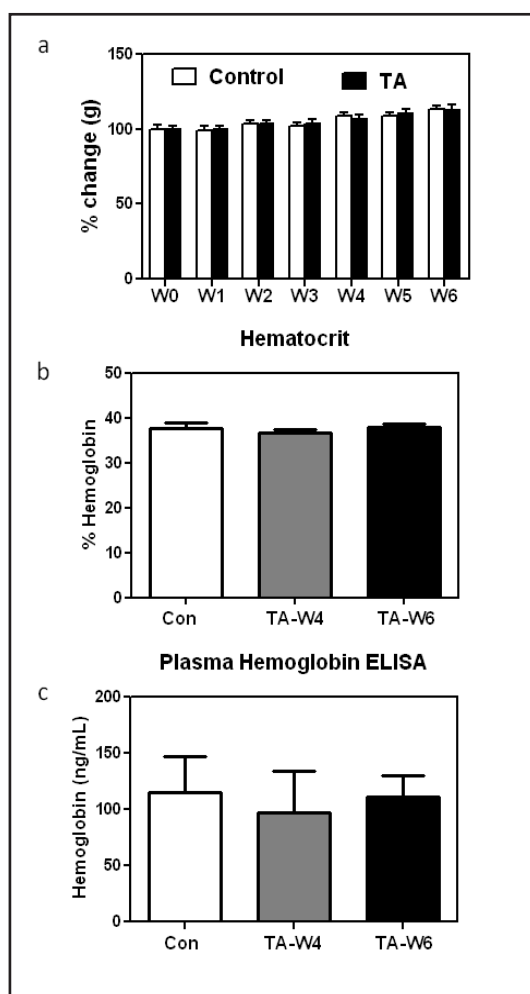 a
150
Control TA
100
% change (g)
50
0
W0 W1 W2 W3 W4 W5 W6
Hematocrit
b
50
40
30
% Hemoglobin
20
10
0
Con TA-W4 TA-W6
Plasma Hemoglobin ELISA
c
200
150
Hemoglobin (ng/mL)
100
50
0
Con TA-W4 TA-W6